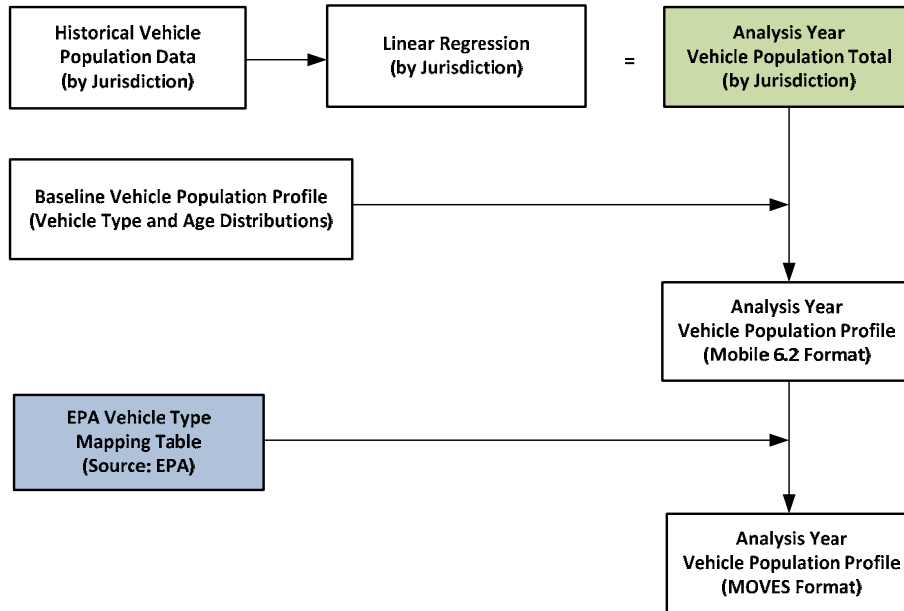 Historical Vehicle
Population Data
(by Jurisdiction)
Linear Regression
(by Jurisdiction)
=
Analysis Year
Vehicle Population Total
(by Jurisdiction)
Baseline Vehicle Population Profile
(Vehicle Type and Age Distributions)
Analysis Year
Vehicle Population Profile
(Mobile 6.2 Format)
EPA Vehicle Type
Mapping Table
(Source: EPA)
Analysis Year
Vehicle Population Profile
(MOVES Format)